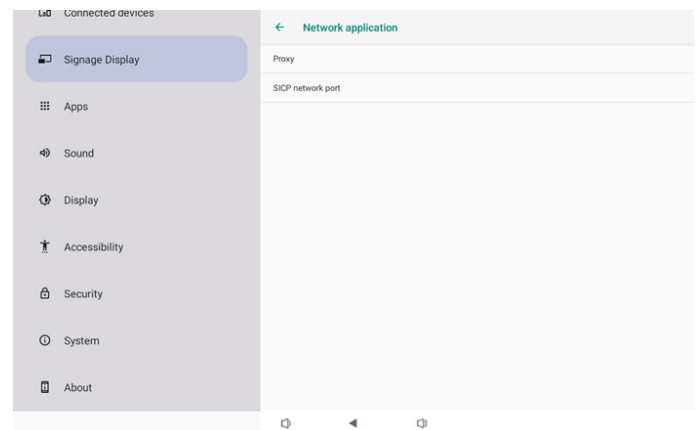 Connected devices
Signage Display
Apps
Sound
Display
Accessibility
Security
System
About
Network application
Proxy
SICP network port